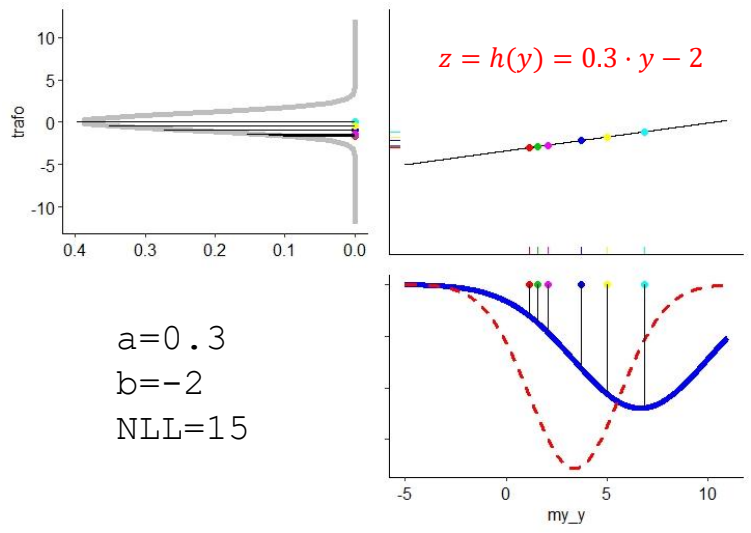 z = h(y) = 0.3 · y − 2
trafo
10
5
0
-5
-10
0.4 0.3 0.2 0.1 0.0
a=0.3
b=-2
NLL=15
-5 0 5 10
my_y